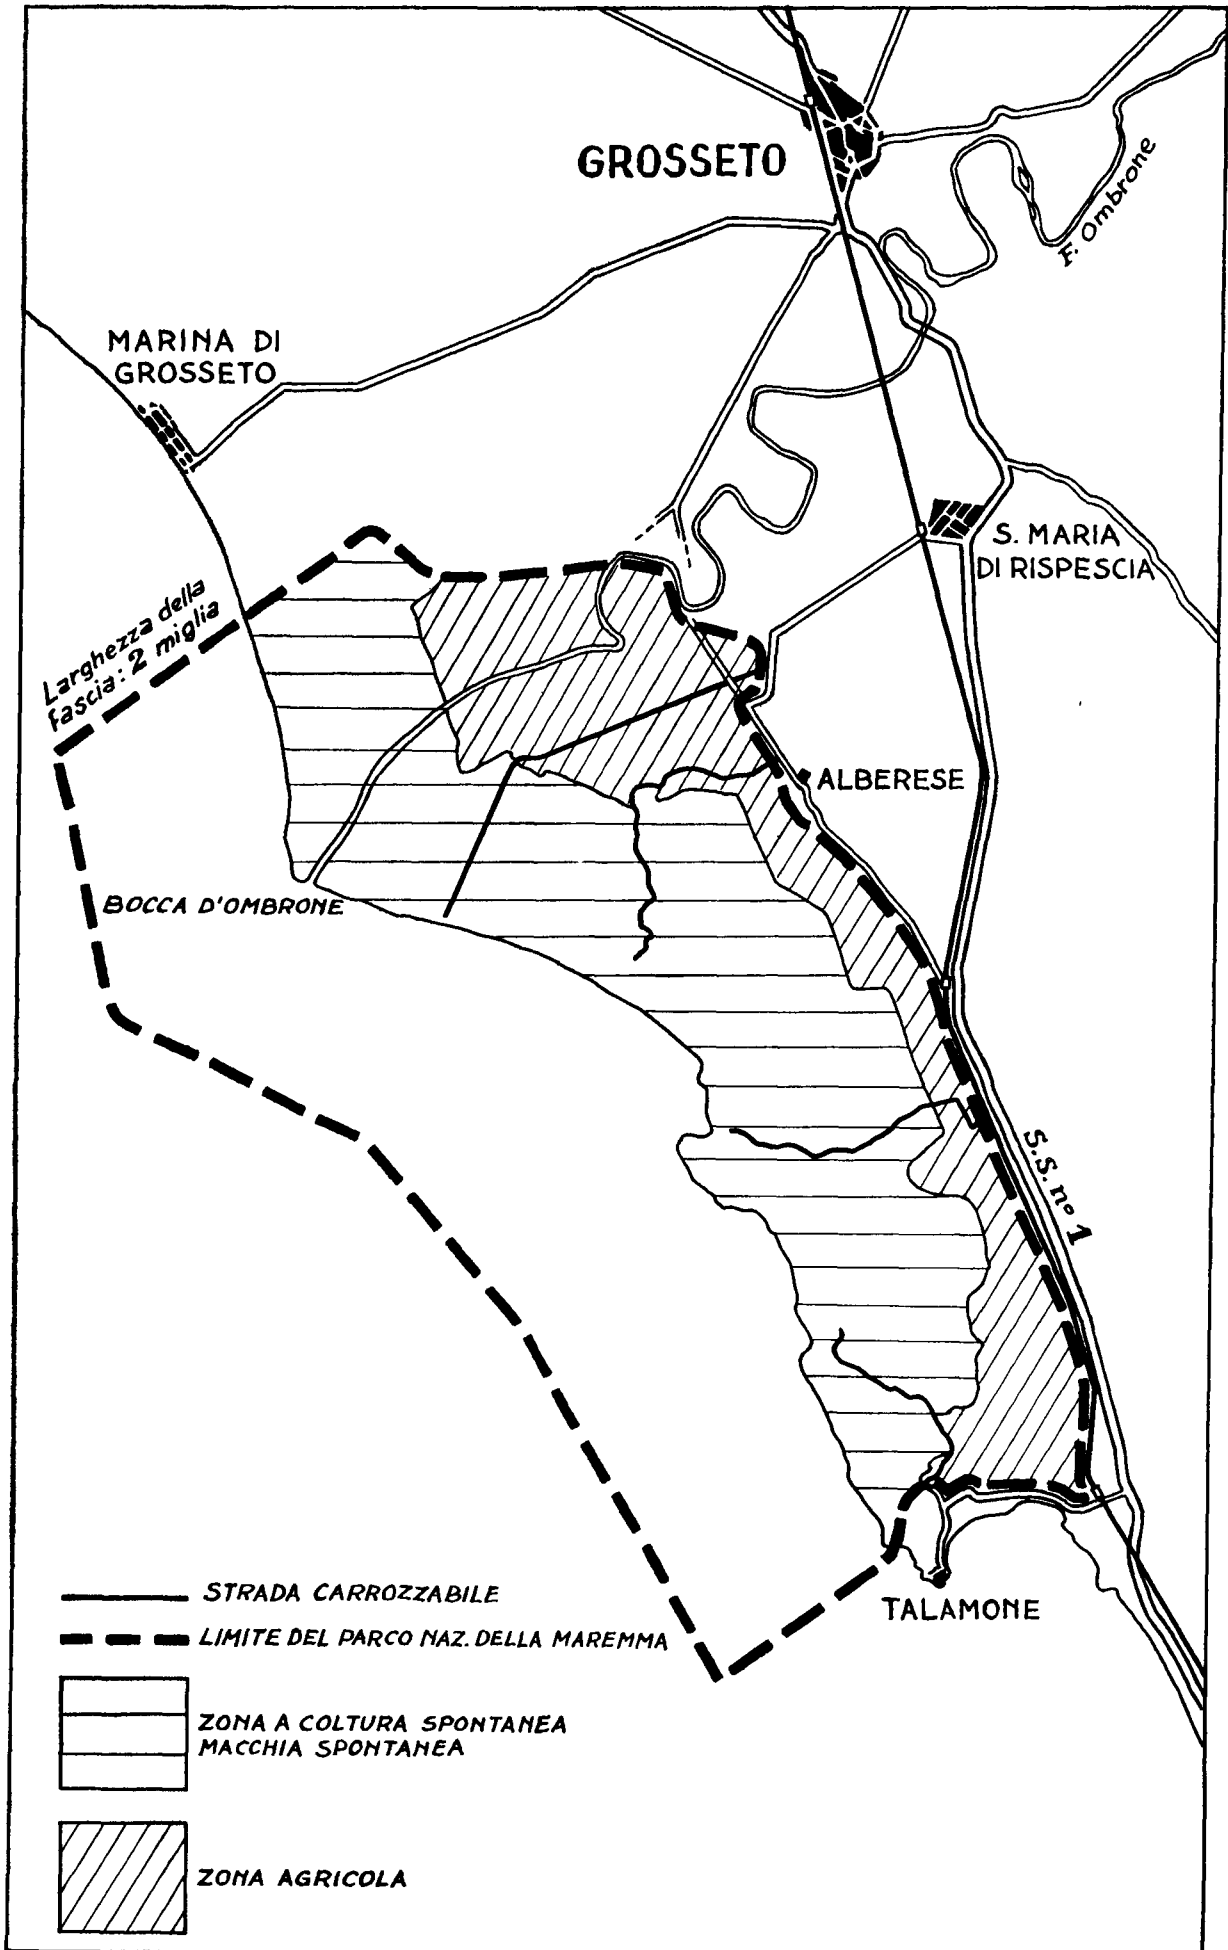 GROSSETO
F. Ombrone
MARINA DI
GROSSETO
S. MARIA
DI RISPESCIA
Larghezza della
fascia: 2 miglia
ALBERESE
BOCCA D'OMBRONE
S.S. nº 1
TALAMONE
STRADA CARROZZABILE
LIMITE DEL PARCO NAZ. DELLA MAREMMA
ZONA A COLTURA SPONTANEA
MACCHIA SPONTANEA
ZONA AGRICOLA